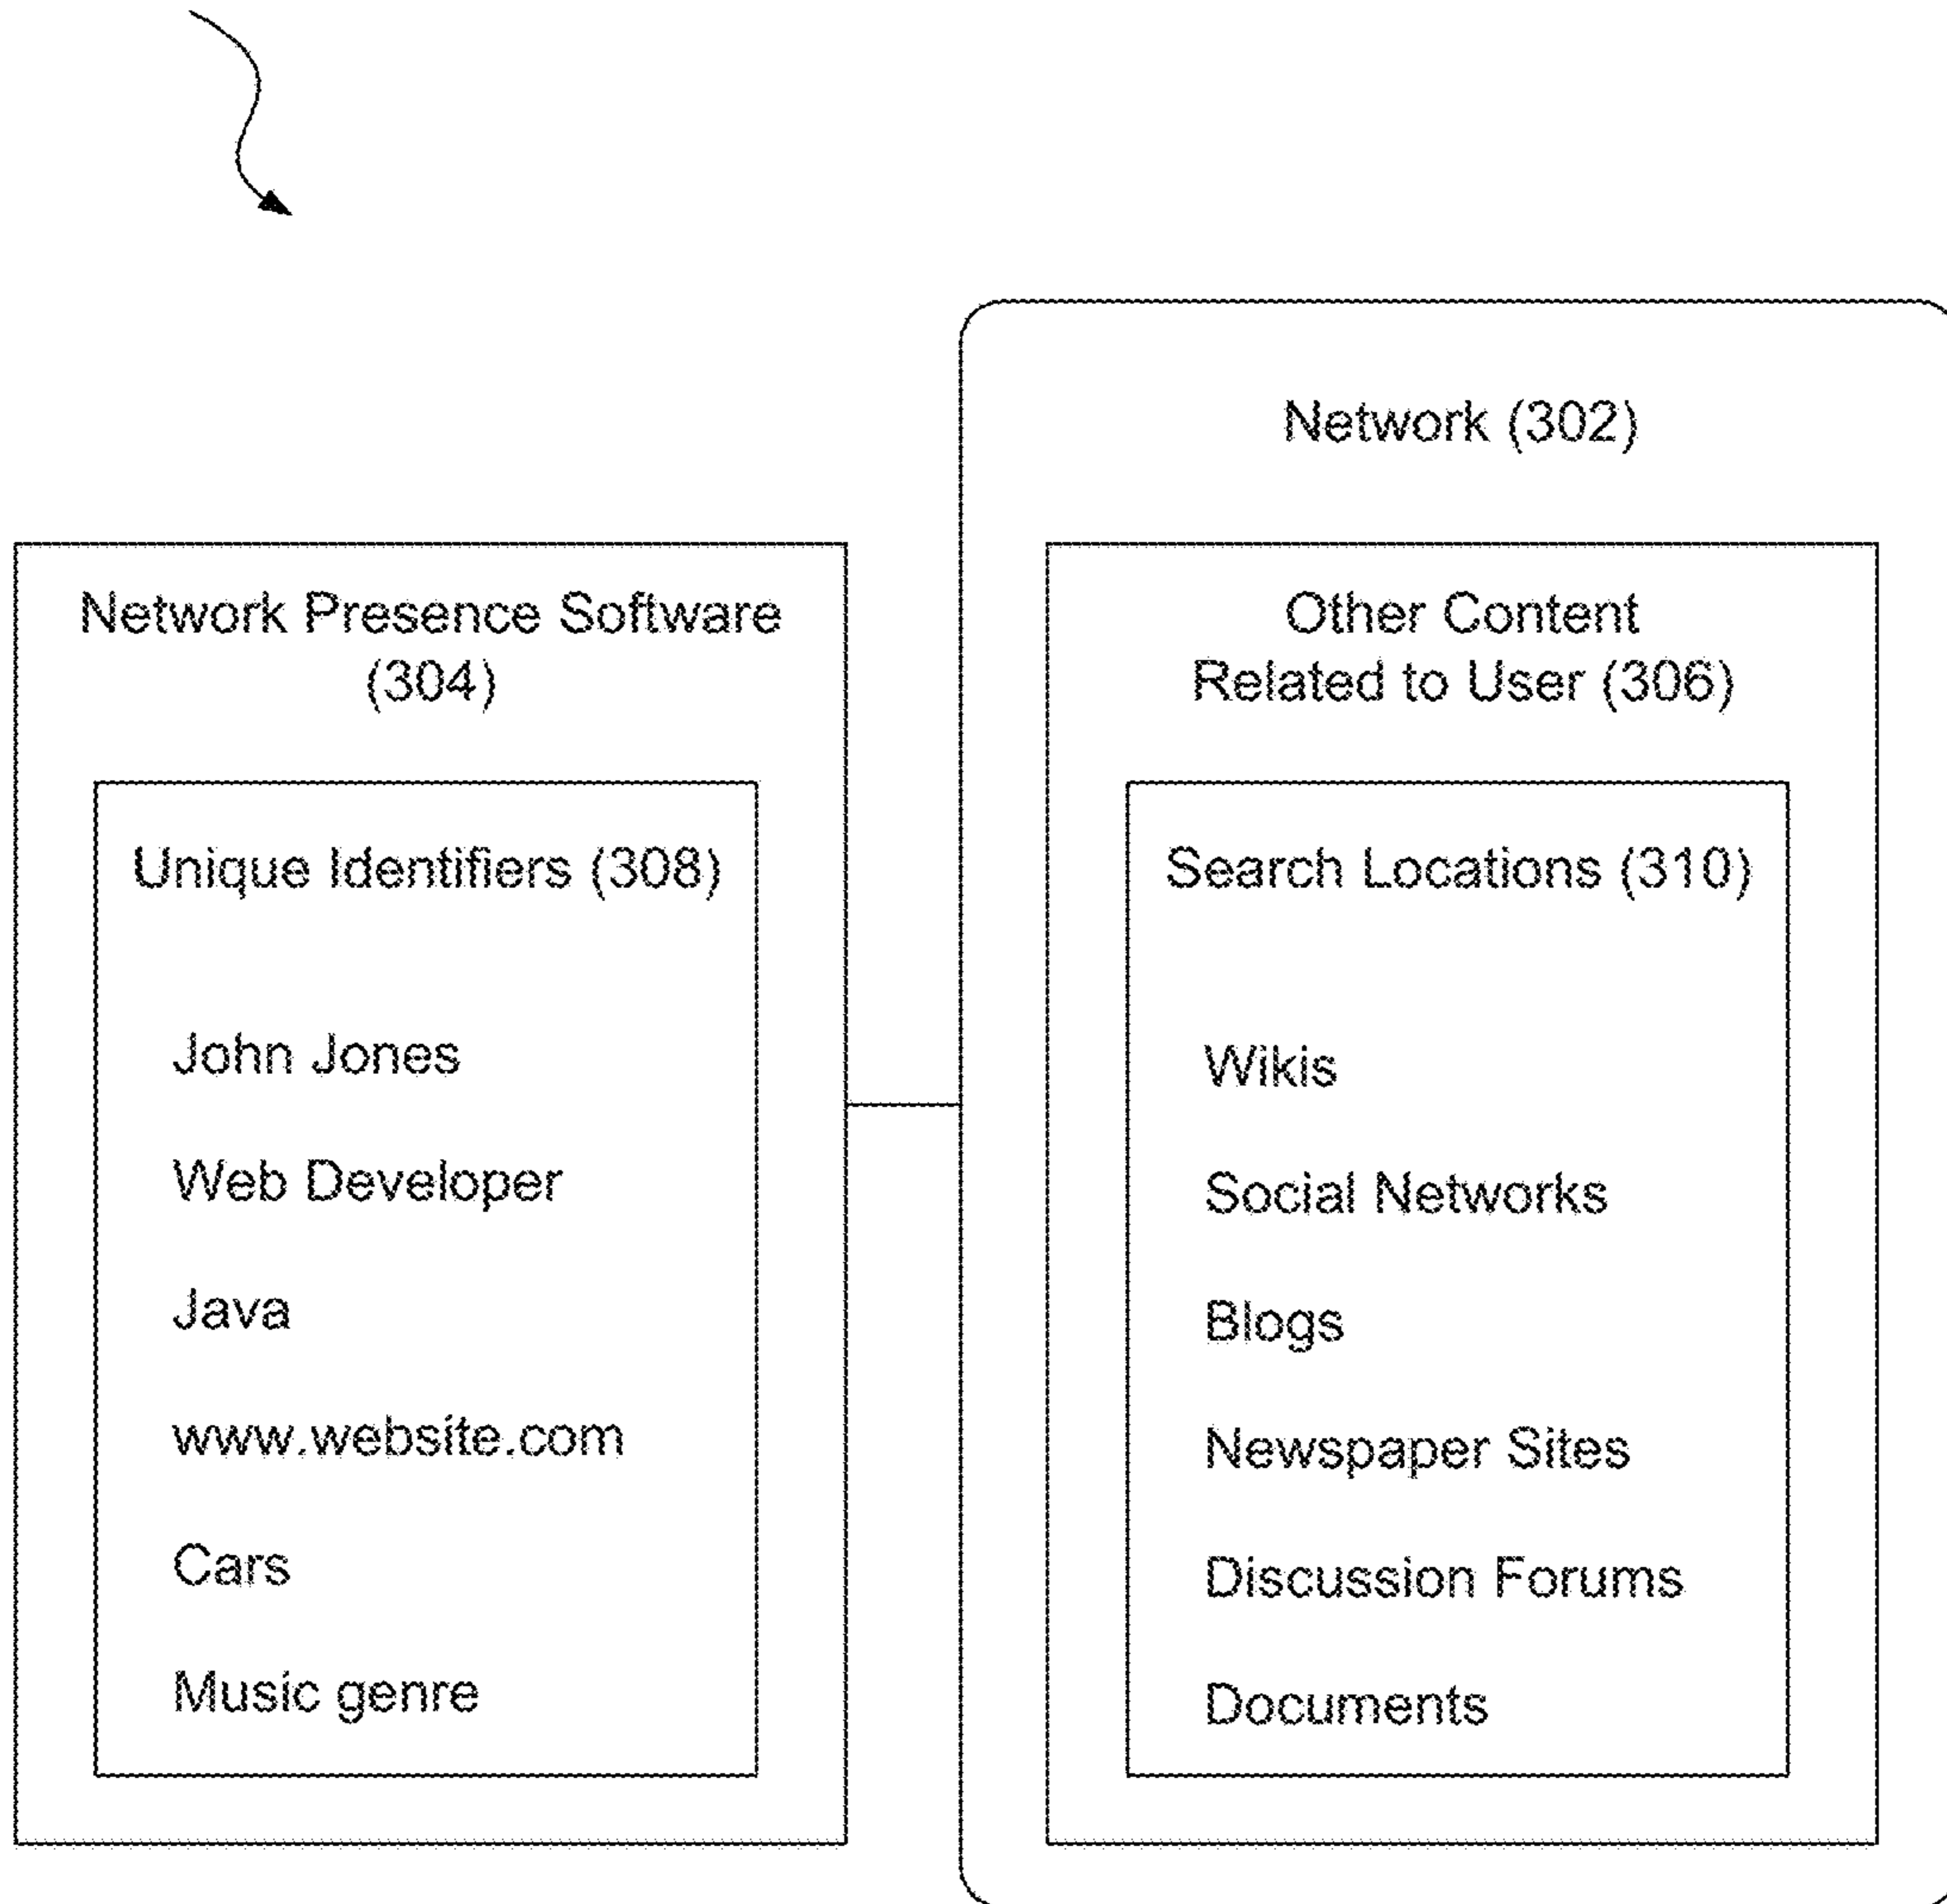 Network (302)
Network Presence Software
(304)
Unique Identifiers (308)
John Jones
Web Developer
Java
www.website.com
Cars
Music genre
Other Content
Related to User (306)
Search Locations (310)
Wikis
Social Networks
Blogs
Newspaper Sites
Discussion Forums
Documents